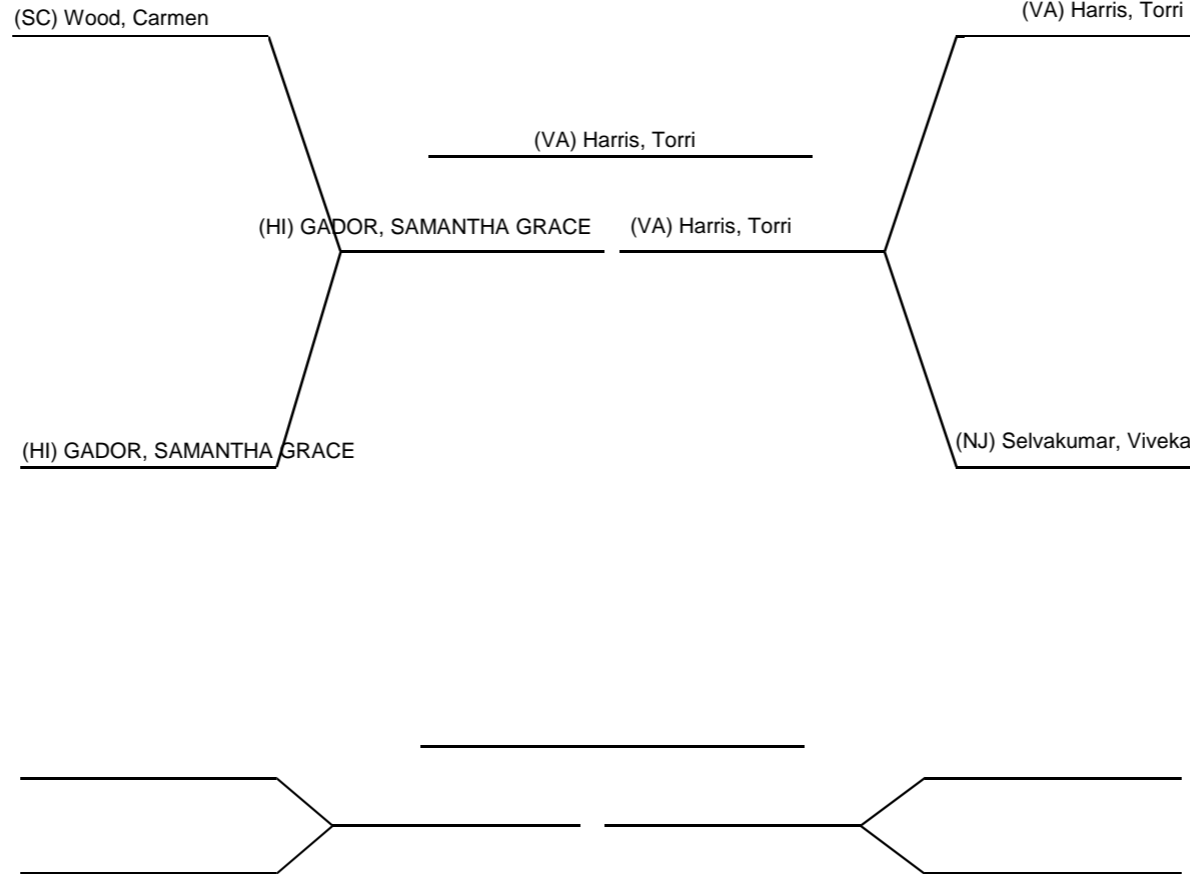 (SC) Wood, Carmen
(VA) Harris, Torri
(VA) Harris, Torri
(HI) GADOR, SAMANTHA GRACE
(VA) Harris, Torri
(HI) GADOR, SAMANTHA GRACE
(NJ) Selvakumar, Viveka